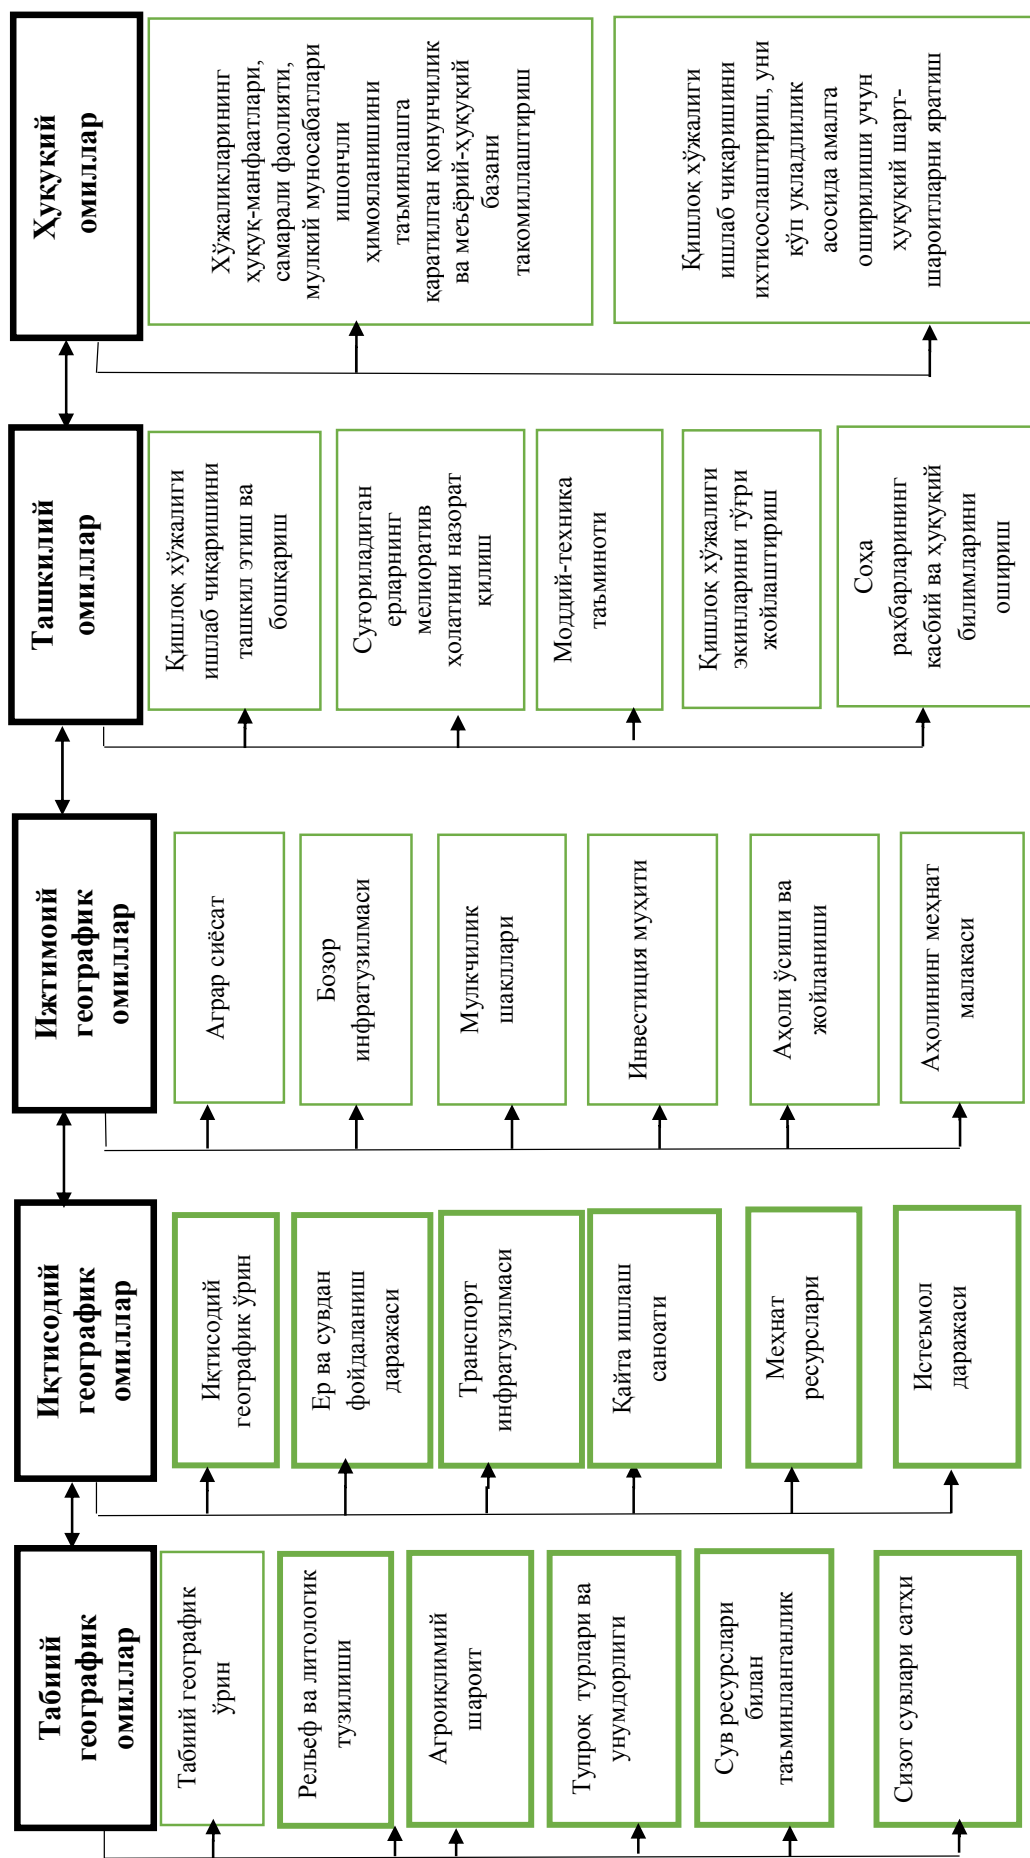 Табиий
географик
омиллар
Табиий географик
ўрин
Рельеф ва литологик
тузилиши
Агроиқлимий
шароит
Тупроқ турлари ва
унумдорлиги
Сув ресурслари
билан
таъминланганлик
Сизот сувлари сатҳи
Иқтисодий
географик
омиллар
Иқтисодий
географик ўрин
Ер ва сувдан
фойдаланиш
даражаси
Транспорт
инфратузилмаси
Қайта ишлаш
саноати
Меҳнат
ресурслари
Истеъмол
даражаси
Ижтимоий
географик
омиллар
Аграр сиёсат
Бозор
инфратузилмаси
Мулкчилик
шакллари
Инвестиция муҳити
Аҳоли ўсиши ва
жойланиши
Аҳолининг меҳнат
малакаси
Ташкилий
омиллар
Қишлоқ хўжалиги
ишлаб чиқаришини
ташкил этиш ва
бошқариш
Суғориладиган
ерларнинг
мелиоратив
ҳолатини назорат
қилиш
Моддий-техника
таъминоти
Қишлоқ хўжалиги
экинларини тўғри
жойлаштириш
Соҳа
раҳбарларининг
касбий ва ҳуқуқий
билимларини
ошириш
Ҳуқуқий
омиллар
Хўжаликларининг
ҳуқуқ-манфаатлари,
самарали фаолияти,
мулкий муносабатлари
ишончли
ҳимояланишини
таъминлашга
қаратилган қонунчилик
ва меъёрий-ҳуқуқий
базани
такомиллаштириш
Қишлоқ хўжалиги
ишлаб чиқаришини
ихтисослаштириш, уни
кўп укладлилик
асосида амалга
оширилиши учун
ҳуқуқий шарт-
шароитларни яратиш